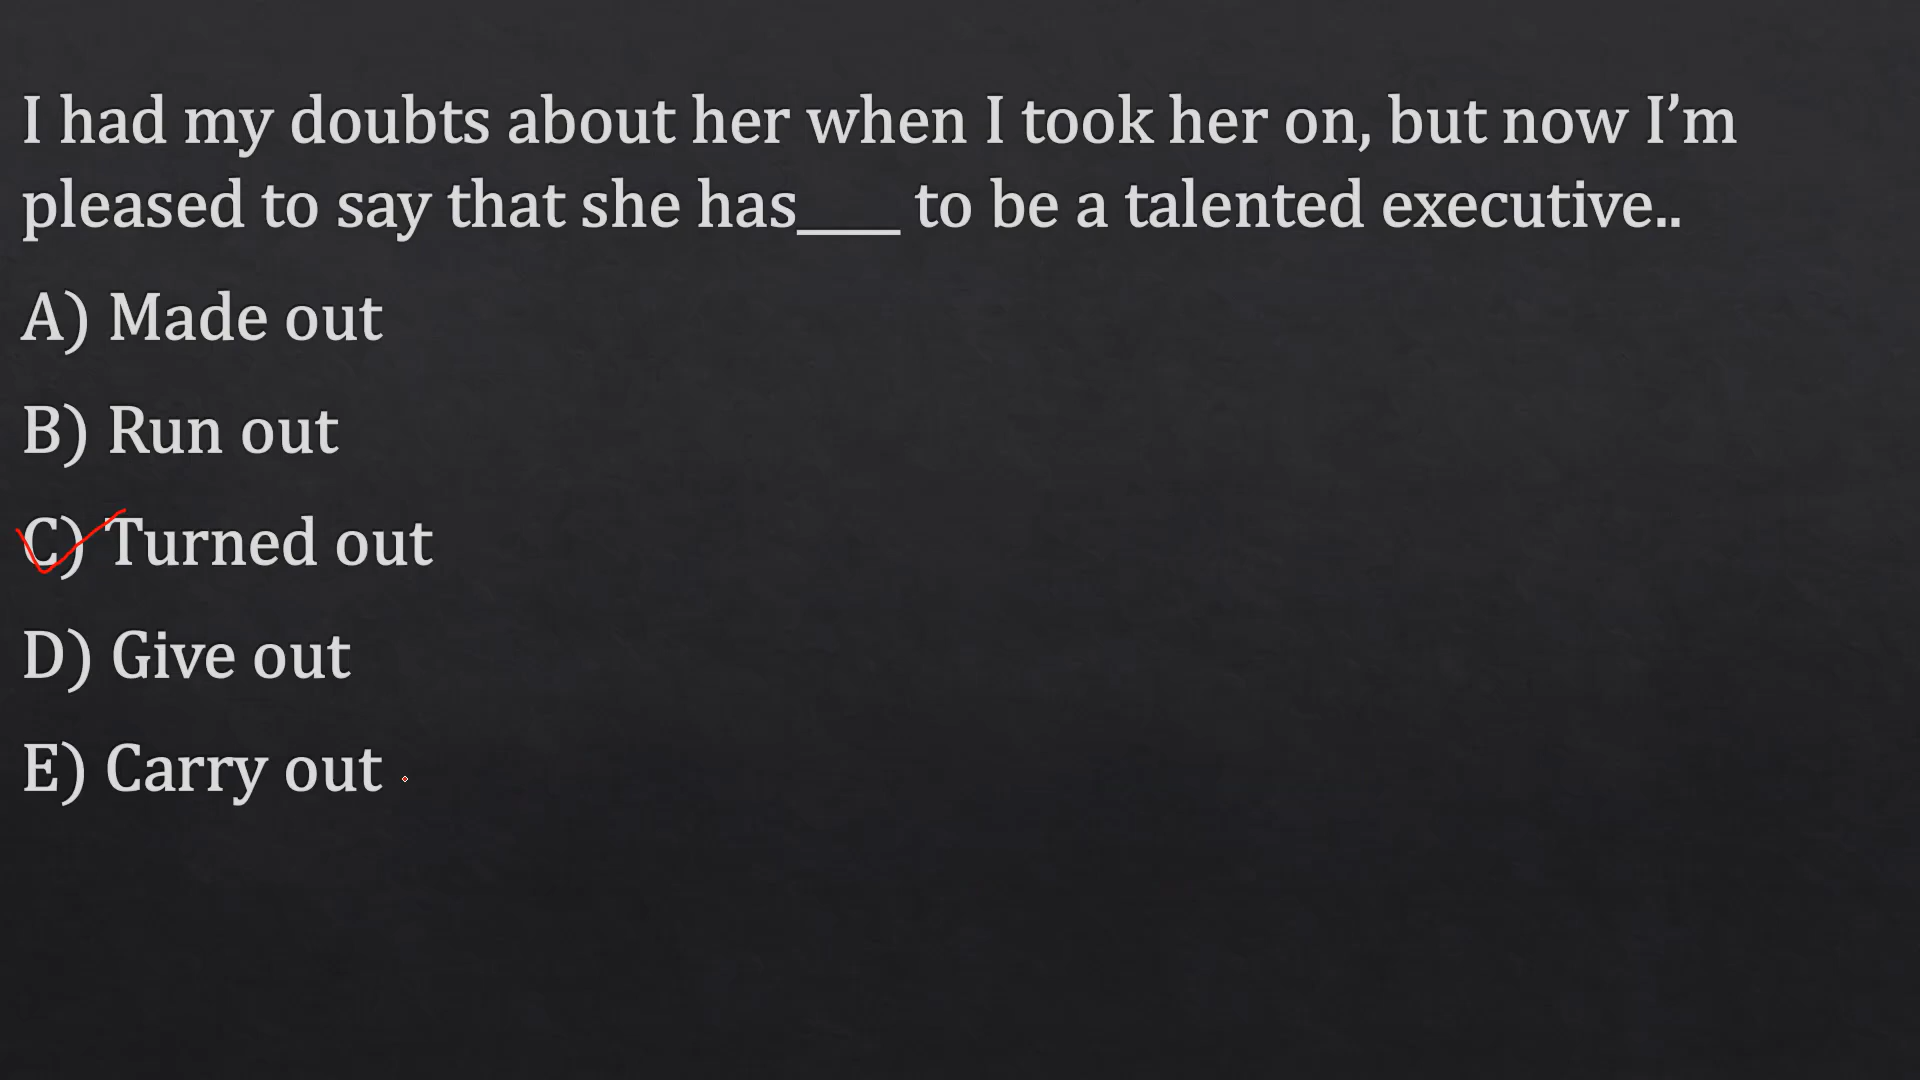 I had my doubts about her when I took her on, but now I’m
pleased to say that she has____ to be a talented executive..
A) Made out
B) Run out
C) Turned out
D) Give out
E) Carry out